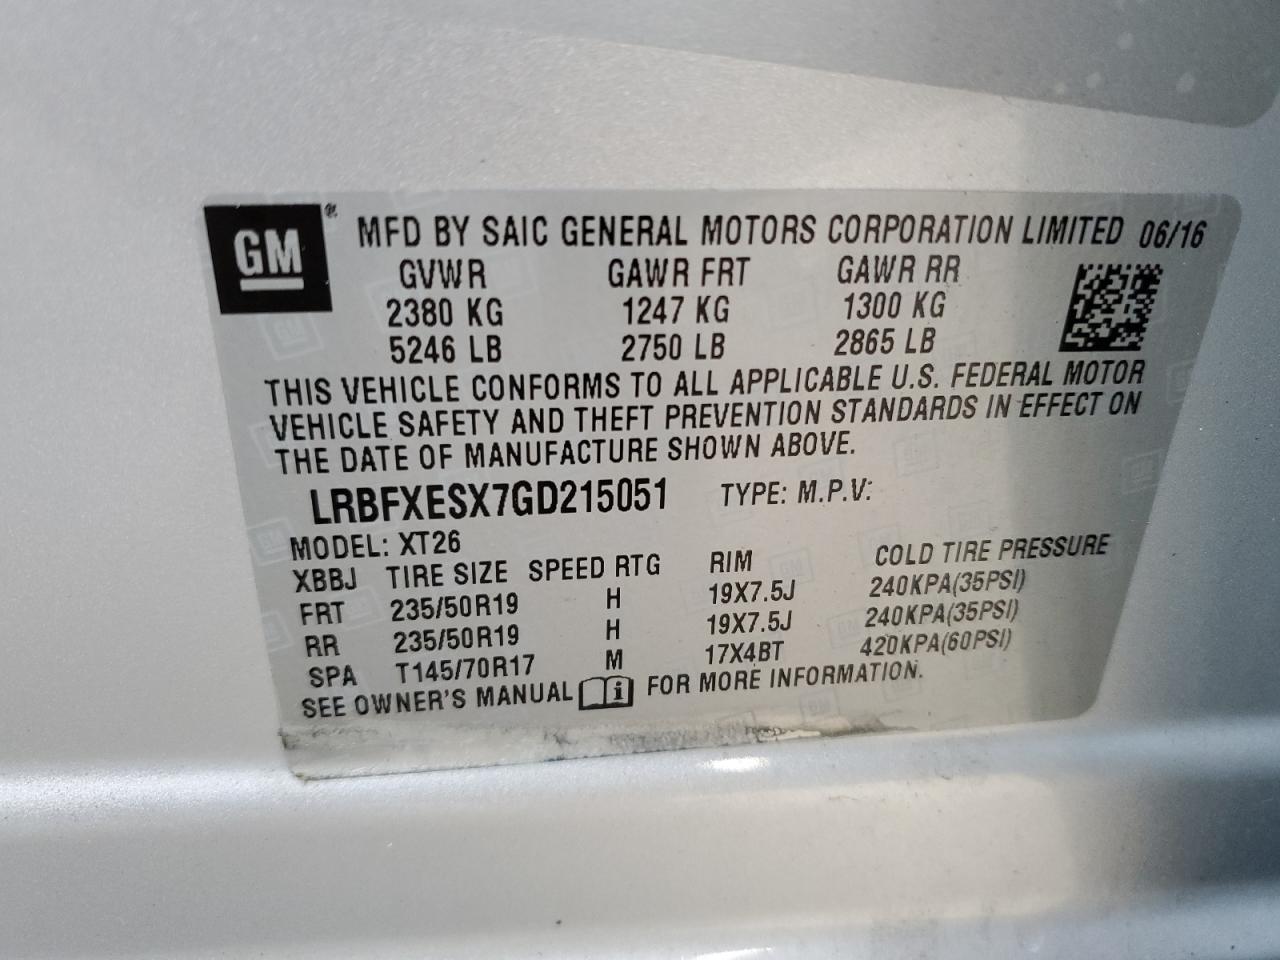 GM ® MFD BY SAIC GENERAL MOTORS CORPORATION LIMITED 06/16
GVWR GAWR FRT GAWR RR
2380 KG 1247 KG 1300 KG
5246 LB 2750 LB 2865 LB
THIS VEHICLE CONFORMS TO ALL APPLICABLE U.S. FEDERAL MOTOR
VEHICLE SAFETY AND THEFT PREVENTION STANDARDS IN EFFECT ON
THE DATE OF MANUFACTURE SHOWN ABOVE.
LRBFXESX7GD215051 TYPE: M.P.V:
MODEL: XT26
XBBJ TIRE SIZE SPEED RTG RIM COLD TIRE PRESSURE
FRT 235/50R19 H 19X7.5J 240KPA(35PSI)
RR 235/50R19 H 19X7.5J 240KPA(35PSI)
SPA T145/70R17 M 17X4BT 420KPA(60PSI)
SEE OWNER'S MANUAL i FOR MORE INFORMATION.